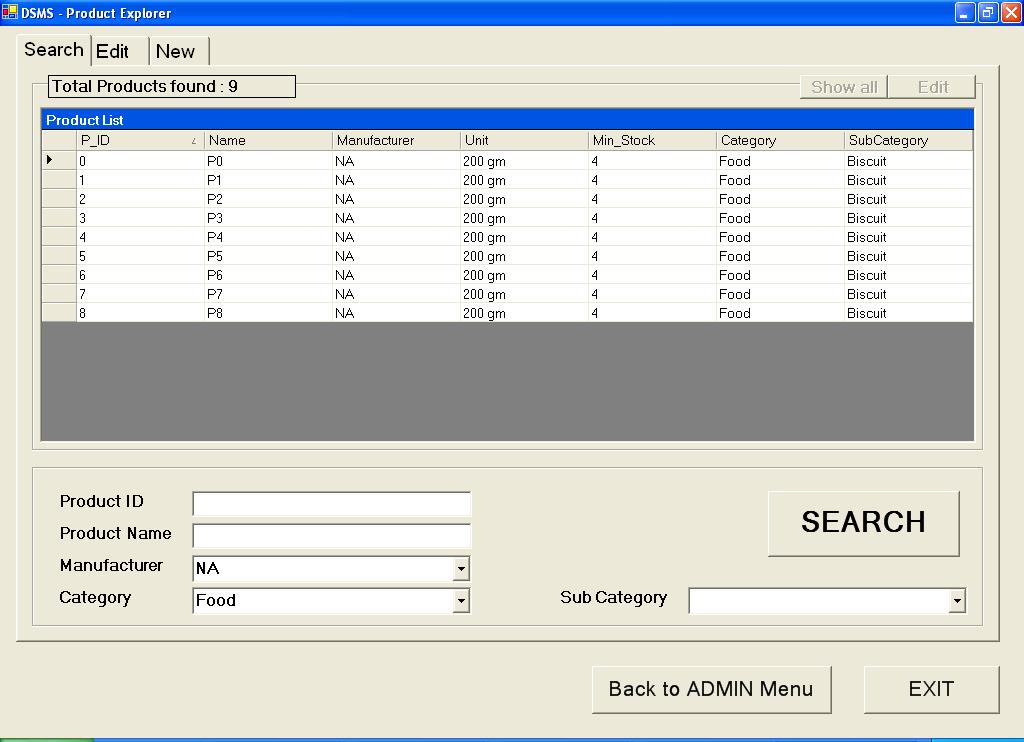 DSMS - Product Explorer
Search Edit New
Total Products found : 9 Show all Edit
Product List
P_ID Name Manufacturer Unit Min_Stock Category SubCategory
0 P0 NA 200 gm 4 Food Biscuit
1 P1 NA 200 gm 4 Food Biscuit
2 P2 NA 200 gm 4 Food Biscuit
3 P3 NA 200 gm 4 Food Biscuit
4 P4 NA 200 gm 4 Food Biscuit
5 P5 NA 200 gm 4 Food Biscuit
6 P6 NA 200 gm 4 Food Biscuit
7 P7 NA 200 gm 4 Food Biscuit
8 P8 NA 200 gm 4 Food Biscuit
Product ID
Product Name
SEARCH
Manufacturer NA
Category Food Sub Category
Back to ADMIN Menu EXIT